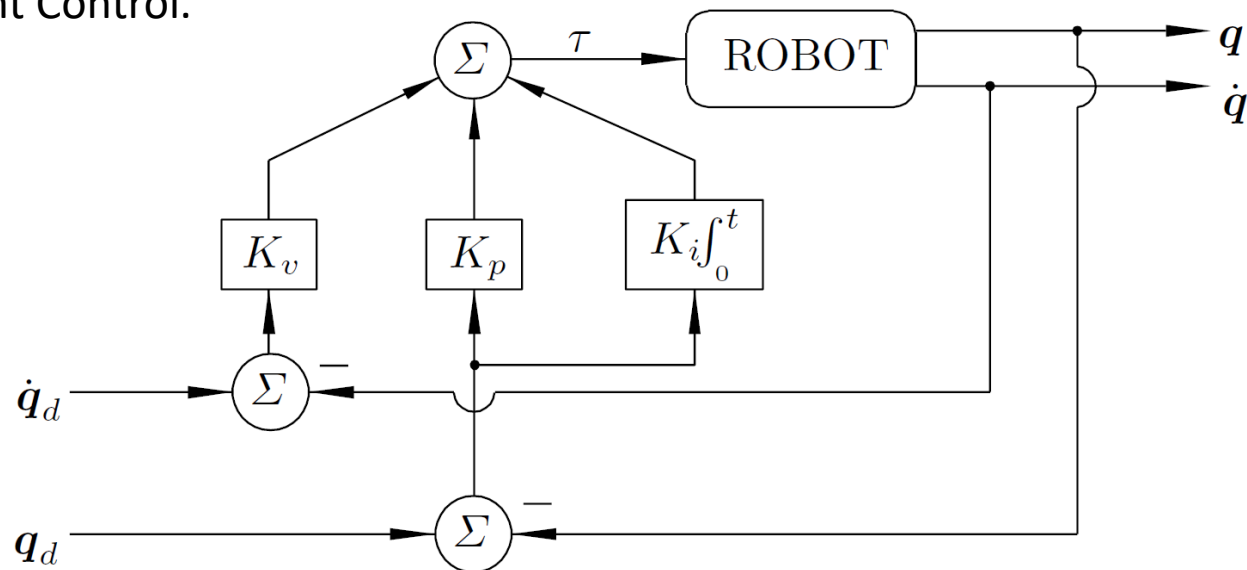 nt Control.
Σ τ ROBOT q
q̇
K_v K_p K_i∫_0^t
q̇_d Σ −
−
q_d Σ